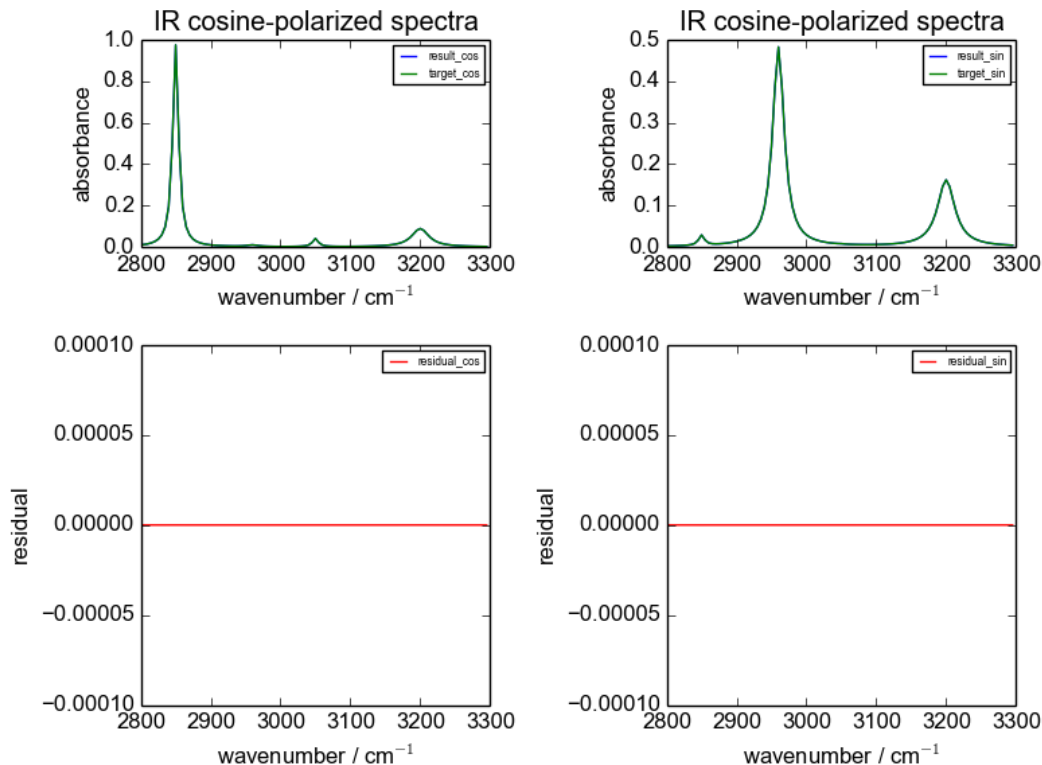 IR cosine-polarized spectra
1.0
0.8
0.6
0.4
0.2
0.0
absorbance
result_cos
target_cos
2800 2900 3000 3100 3200 3300
wavenumber / cm⁻¹
IR cosine-polarized spectra
0.5
0.4
0.3
0.2
0.1
0.0
absorbance
result_sin
target_sin
2800 2900 3000 3100 3200 3300
wavenumber / cm⁻¹
0.00010
0.00005
0.00000
−0.00005
−0.00010
residual
residual_cos
2800 2900 3000 3100 3200 3300
wavenumber / cm⁻¹
0.00010
0.00005
0.00000
−0.00005
−0.00010
residual
residual_sin
2800 2900 3000 3100 3200 3300
wavenumber / cm⁻¹